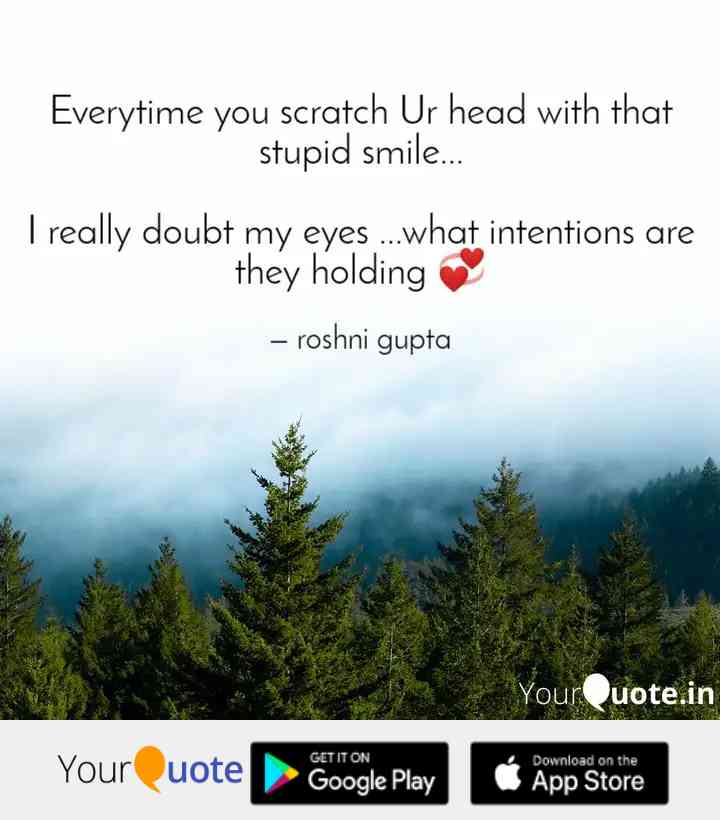 Everytime you scratch Ur head with that
stupid smile...
I really doubt my eyes ...what intentions are
they holding 💞
– roshni gupta
YourQuote.in
YourQuote
GET IT ON
Google Play
Download on the
App Store